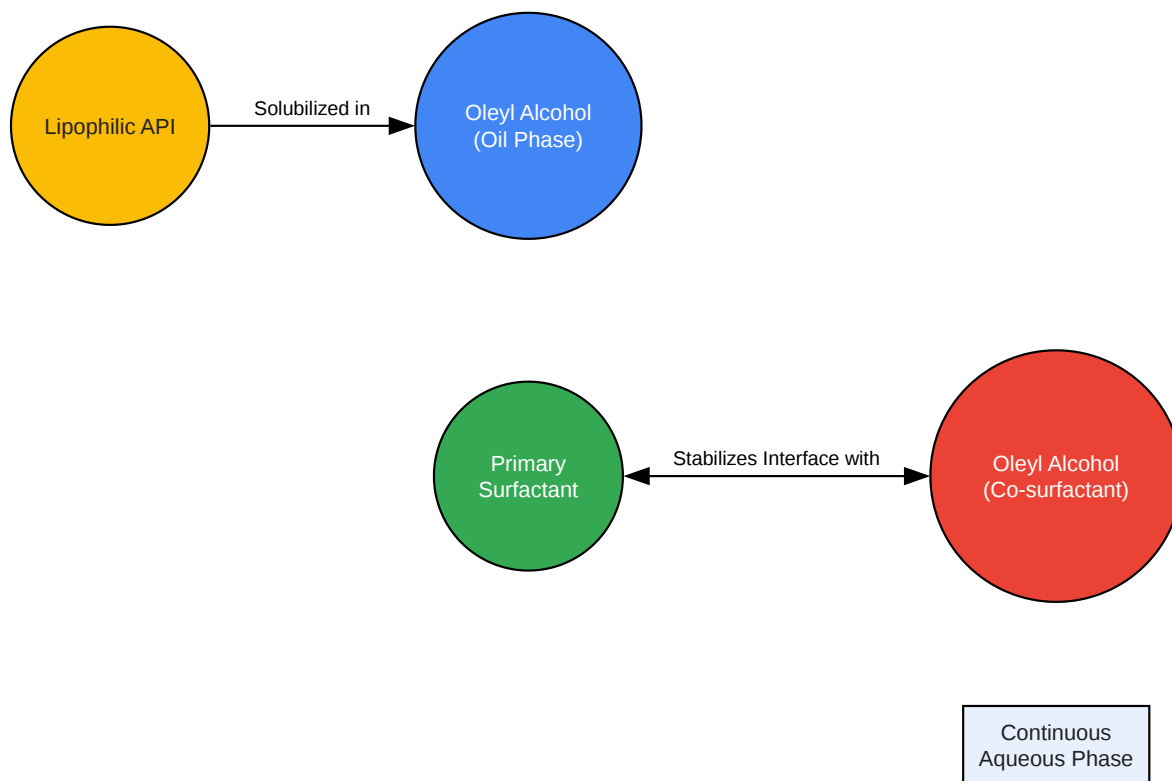 Lipophilic API
Solubilized in
Oleyl Alcohol
(Oil Phase)
Primary
Surfactant
Stabilizes Interface with
Oleyl Alcohol
(Co-surfactant)
Continuous
Aqueous Phase